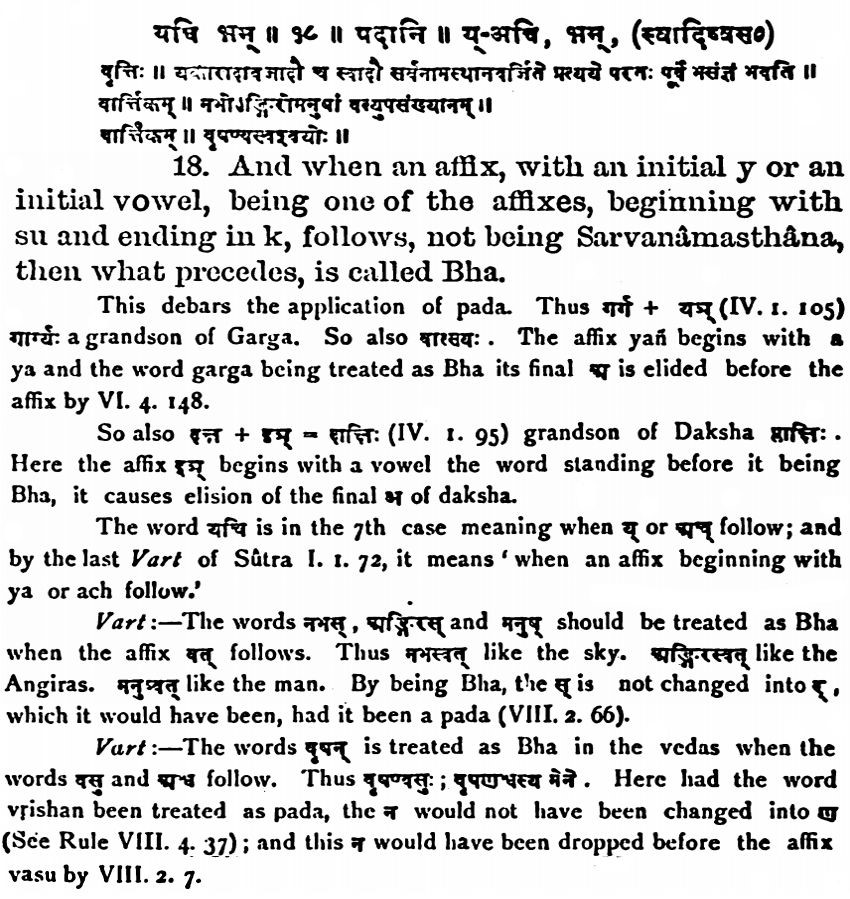 यचि भम् ॥ १८ ॥ पदानि ॥ य्-अचि, भम्, (स्वादिष्वस०)
वृत्तिः ॥ यकारादावजादौ च स्वादौ सर्वनामस्थानवर्जिते प्रत्यये परतः पूर्वं भसंज्ञं भवति ॥
वार्त्तिकम् ॥ नभोऽङ्गिरोमनुषां वत्युपसंख्यानम् ॥
वार्त्तिकम् ॥ वृषण्वस्वश्वयोः ॥
18. And when an affix, with an initial y or an
initial vowel, being one of the affixes, beginning with
su and ending in k, follows, not being Sarvanâmasthâna,
then what precedes, is called Bha.
This debars the application of pada. Thus गर्ग + यञ् (IV. 1. 105)
गार्ग्यः a grandson of Garga. So also वात्स्यः. The affix yañ begins with a
ya and the word garga being treated as Bha its final अ is elided before the
affix by VI. 4. 148.
So also दक्ष + इञ् = दाक्षिः (IV. 1. 95) grandson of Daksha प्लाक्षिः.
Here the affix इञ् begins with a vowel the word standing before it being
Bha, it causes elision of the final अ of daksha.
The word यचि is in the 7th case meaning when य् or अच् follow; and
by the last Vart of Sûtra I. 1. 72, it means ' when an affix beginning with
ya or ach follow.'
Vart:—The words नभस्, अङ्गिरस् and मनुष् should be treated as Bha
when the affix वत् follows. Thus नभस्वत् like the sky. अङ्गिरस्वत् like the
Angiras. मनुष्वत् like the man. By being Bha, the स् is not changed into र्,
which it would have been, had it been a pada (VIII. 2. 66).
Vart:—The words वृषन् is treated as Bha in the vedas when the
words वसु and अश्व follow. Thus वृषण्वसुः; वृषणश्वस्य मेने. Here had the word
vṛishan been treated as pada, the न would not have been changed into ण
(See Rule VIII. 4. 37); and this न would have been dropped before the affix
vasu by VIII. 2. 7.